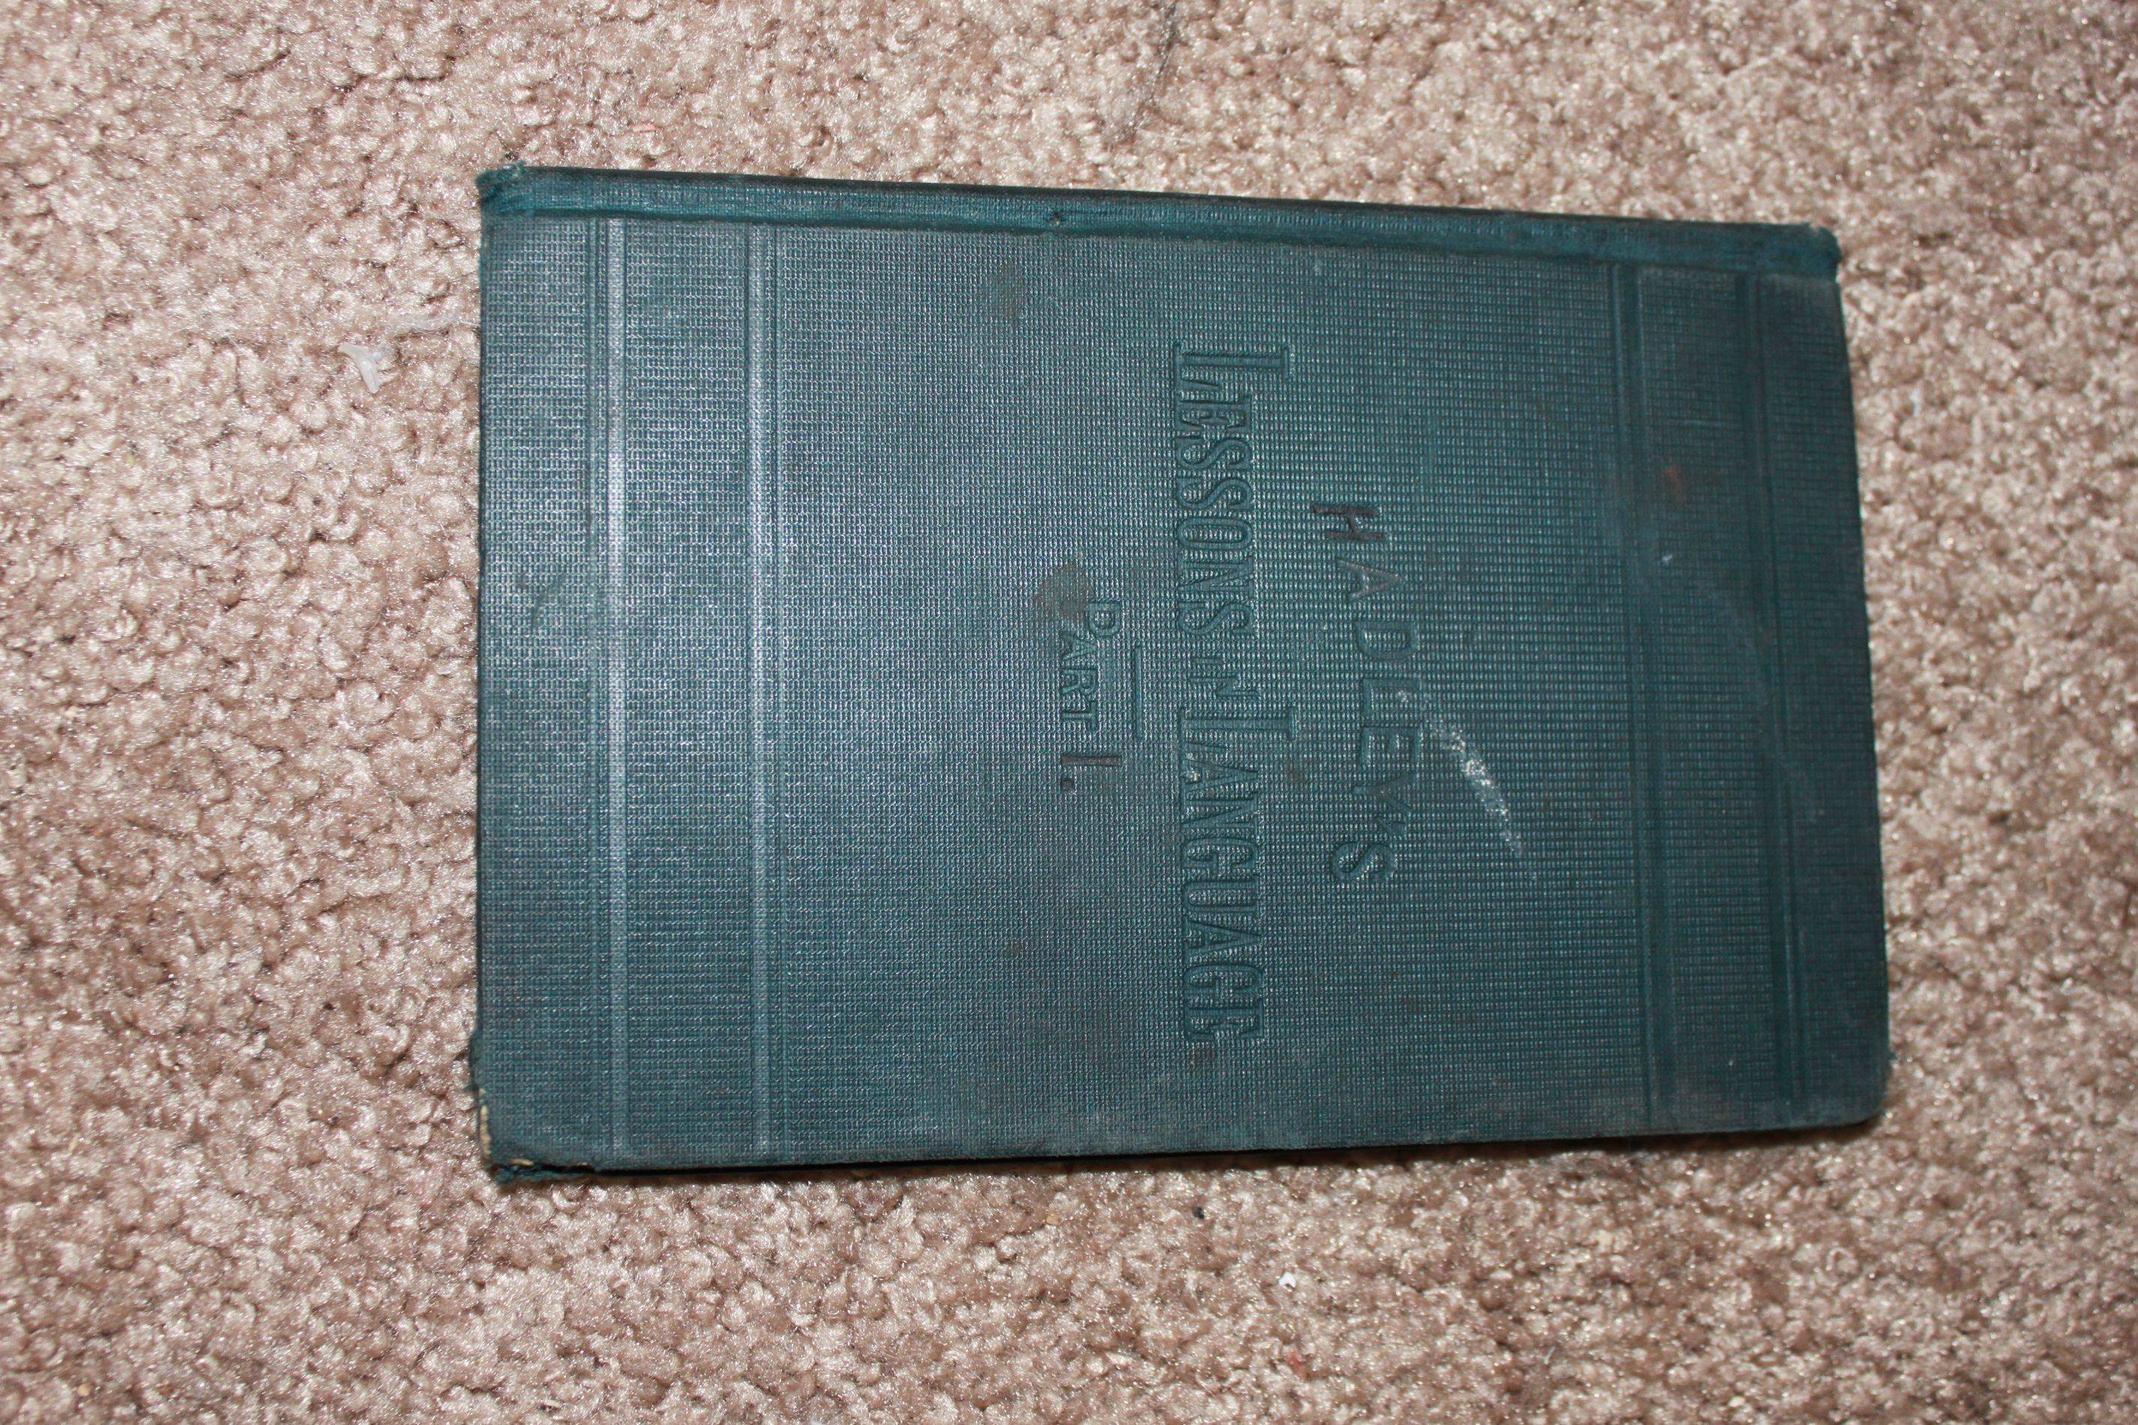 HADLEY'S
LESSONS IN LANGUAGE
PART I.